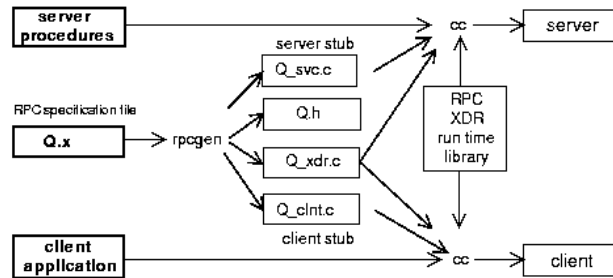 server
procedures
cc
server
server stub
Q_svc.c
RPC specification file
Q.x
rpcgen
Q.h
RPC
XDR
run time
library
Q_xdr.c
Q_clnt.c
client stub
client
application
cc
client